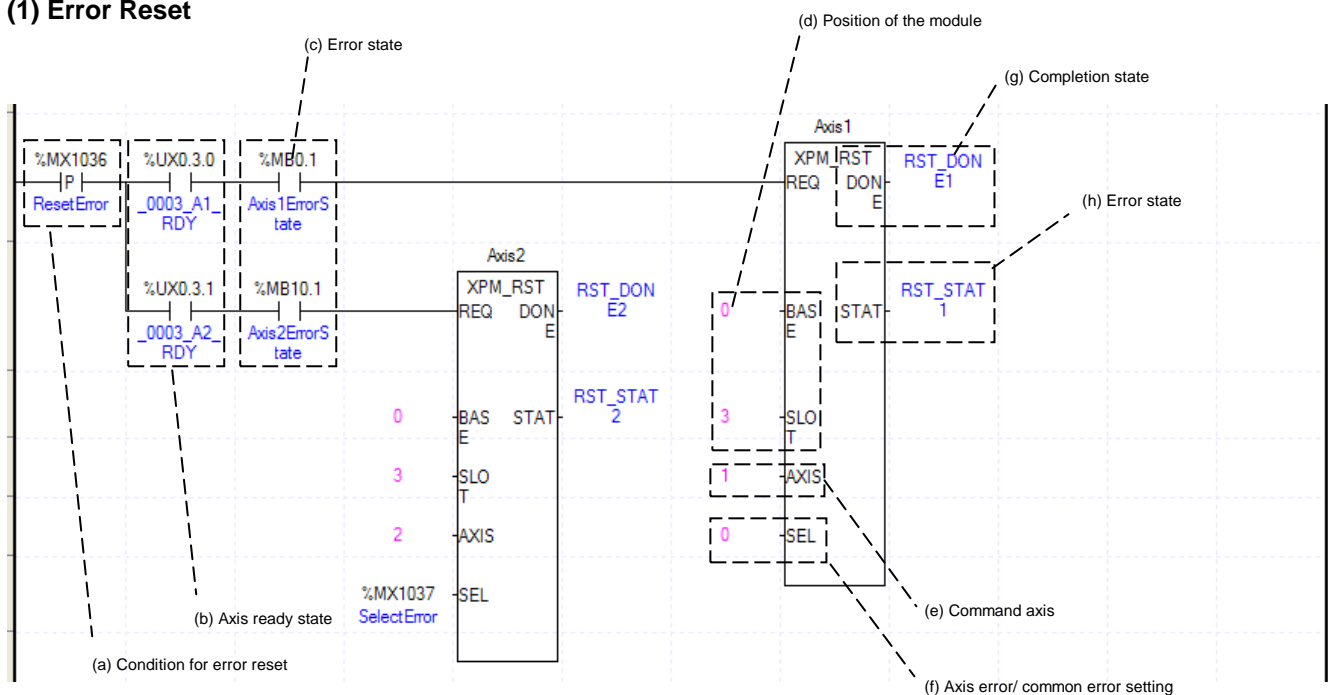 (1) Error Reset
(d) Position of the module
(c) Error state
(g) Completion state
Axis1
%MX1036
%UX0.3.0
%MB0.1
XPM_RST
RST_DON
E1
P
REQ
DON
E
ResetError
_0003_A1_
RDY
Axis1ErrorS
tate
(h) Error state
Axis2
%UX0.3.1
%MB10.1
XPM_RST
RST_DON
E2
RST_STAT
1
REQ
DON
E
0
BAS
E
STAT
_0003_A2_
RDY
Axis2ErrorS
tate
RST_STAT
2
0
BAS
E
STAT
3
SLO
T
3
SLO
T
1
AXIS
2
AXIS
0
SEL
%MX1037
SEL
SelectError
(b) Axis ready state
(e) Command axis
(a) Condition for error reset
(f) Axis error/ common error setting